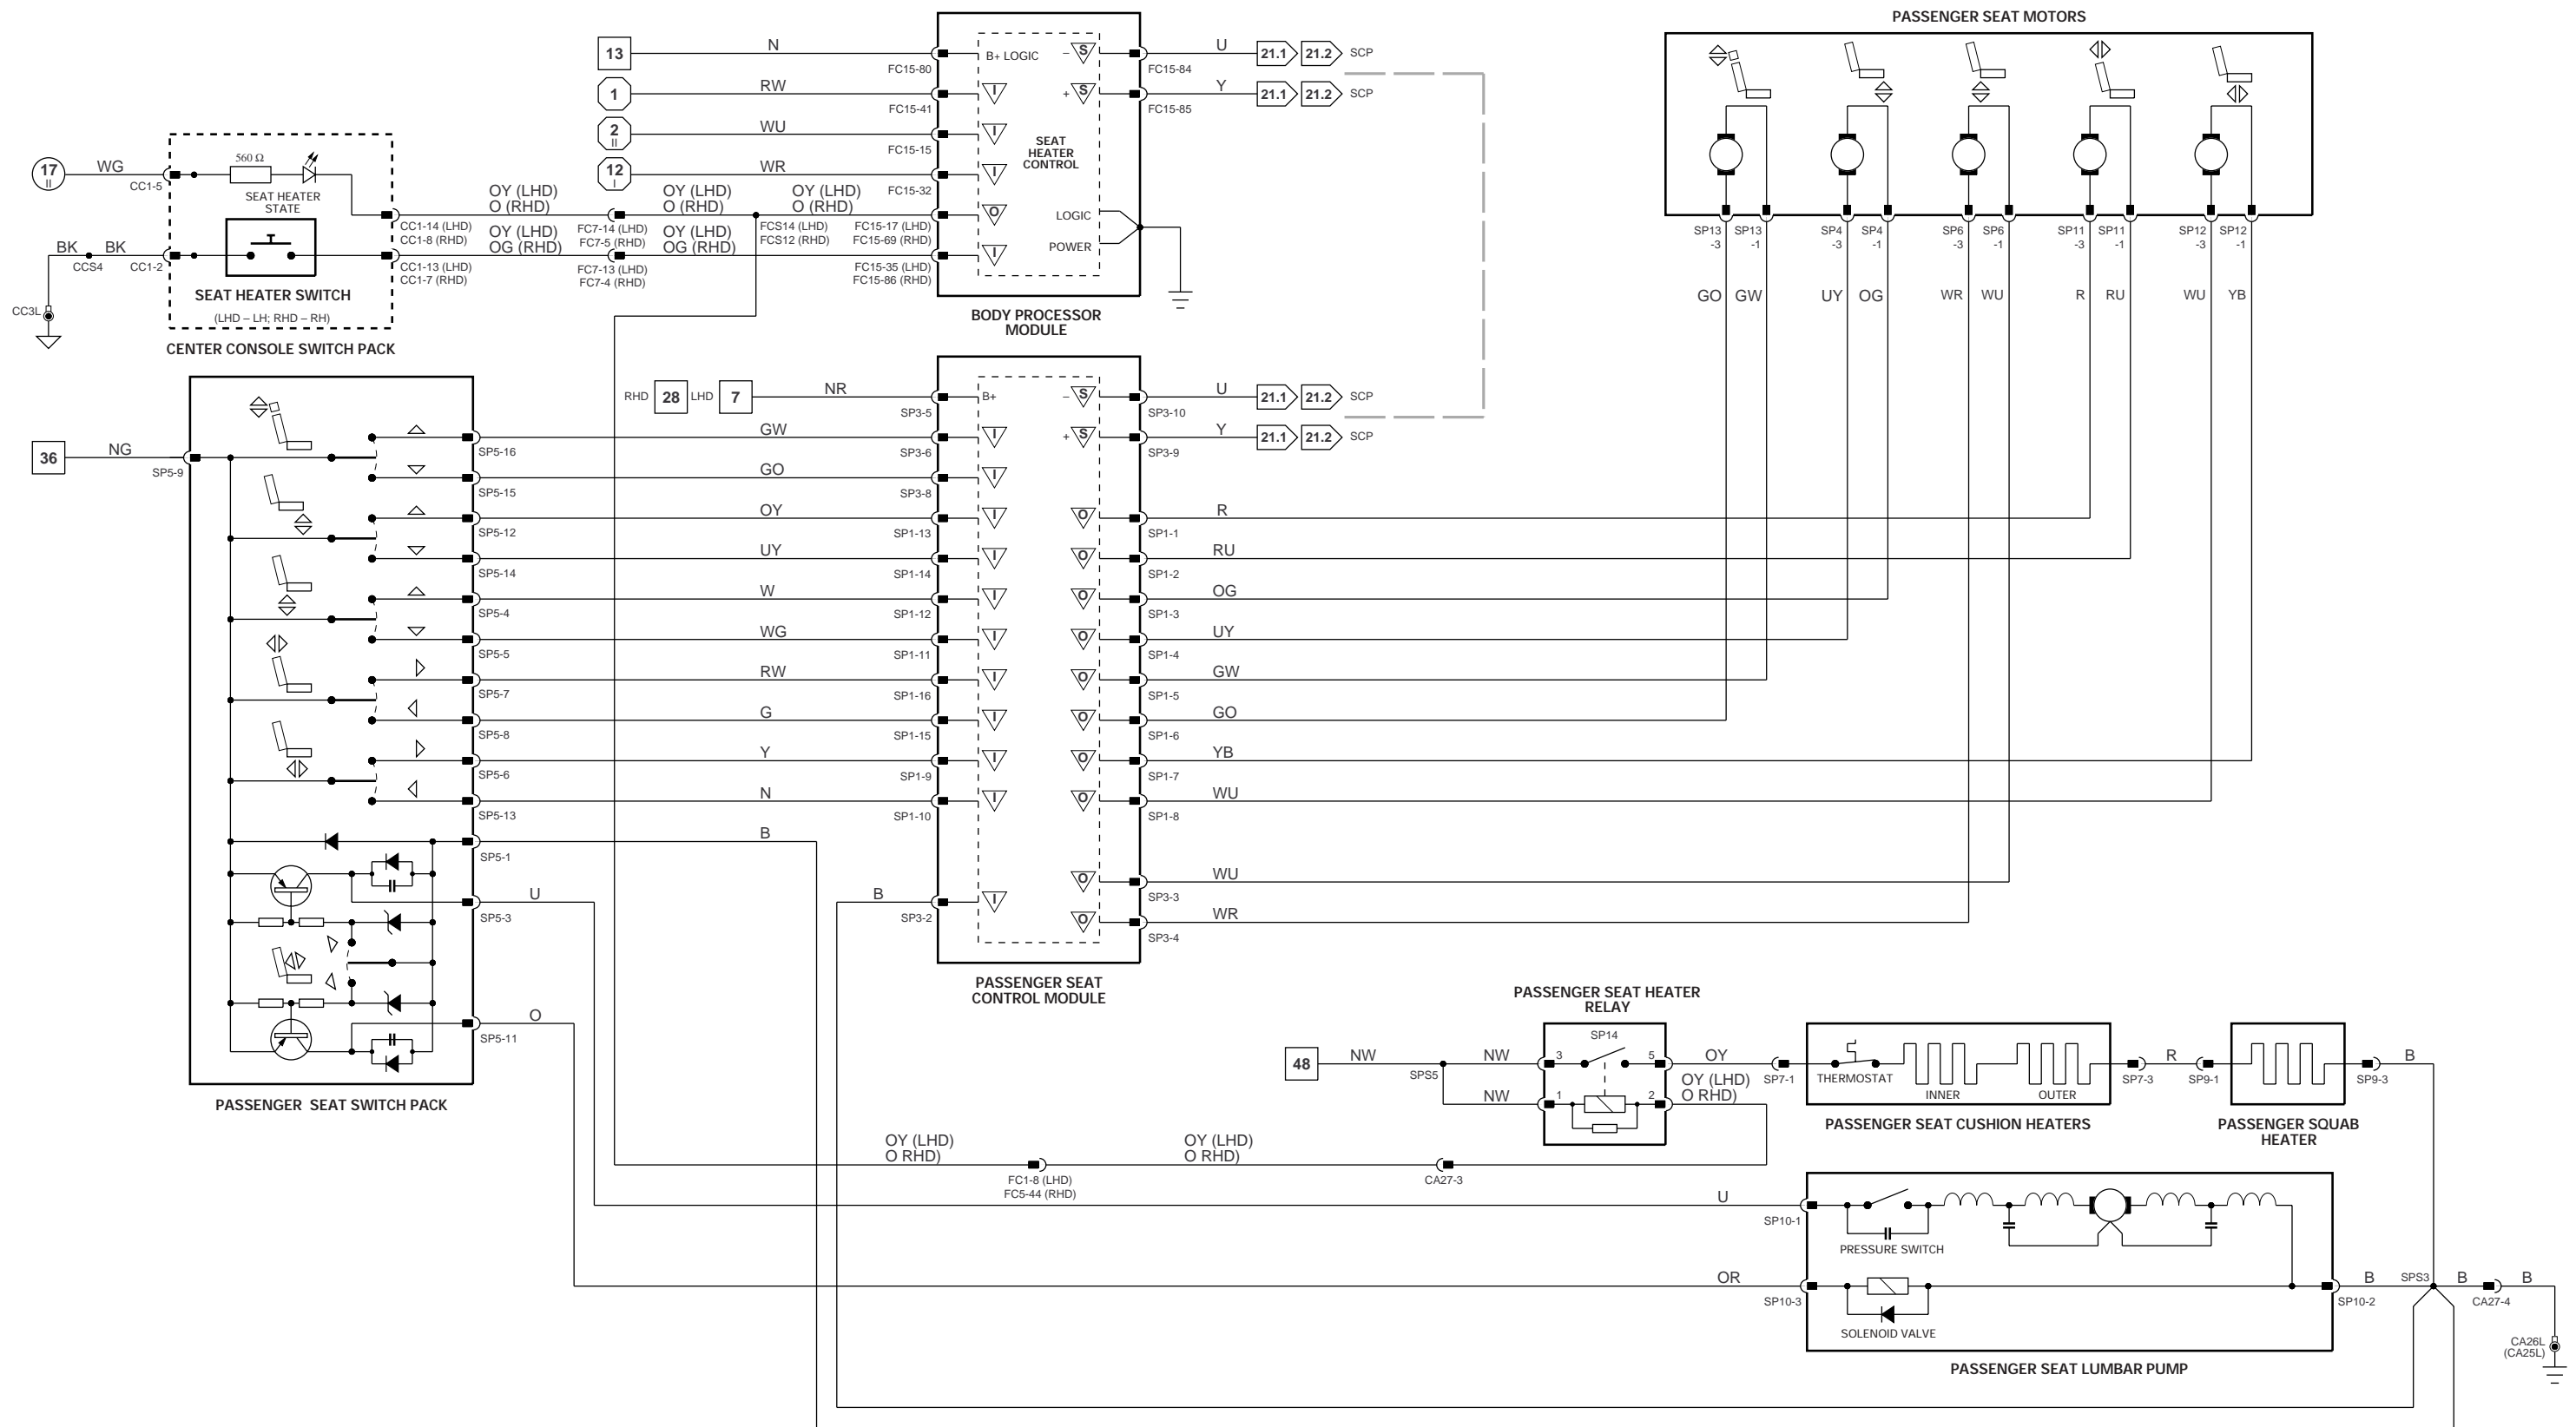 PASSENGER SEAT MOTORS
13
N
FC15-80
B+ LOGIC
– S
FC15-84
U
21.1
21.2
SCP
1
RW
FC15-41
I
+ S
FC15-85
Y
21.1
21.2
SCP
2
II
WU
FC15-15
I
SEAT
HEATER
CONTROL
12
I
WR
FC15-32
I
17
II
WG
CC1-5
560 Ω
SEAT HEATER
STATE
OY (LHD)
O (RHD)
OY (LHD)
O (RHD)
OY (LHD)
O (RHD)
CC1-14 (LHD)
CC1-8 (RHD)
FC7-14 (LHD)
FC7-5 (RHD)
FCS14 (LHD)
FCS12 (RHD)
FC15-17 (LHD)
FC15-69 (RHD)
O
LOGIC
OY (LHD)
OG (RHD)
OY (LHD)
OG (RHD)
BK
BK
CCS4
CC1-2
CC1-13 (LHD)
CC1-7 (RHD)
FC7-13 (LHD)
FC7-4 (RHD)
FC15-35 (LHD)
FC15-86 (RHD)
I
POWER
CC3L
SEAT HEATER SWITCH
(LHD – LH; RHD – RH)
CENTER CONSOLE SWITCH PACK
BODY PROCESSOR
MODULE
SP13
-3
SP13
-1
SP4
-3
SP4
-1
SP6
-3
SP6
-1
SP11
-3
SP11
-1
SP12
-3
SP12
-1
GO
GW
UY
OG
WR
WU
R
RU
WU
YB
RHD
28
LHD
7
NR
SP3-5
B+
– S
SP3-10
U
21.1
21.2
SCP
36
NG
SP5-9
SP5-16
GW
SP3-6
I
+ S
SP3-9
Y
21.1
21.2
SCP
SP5-15
GO
SP3-8
I
SP5-12
OY
SP1-13
I
O
SP1-1
R
SP5-14
UY
SP1-14
I
O
SP1-2
RU
SP5-4
W
SP1-12
I
O
SP1-3
OG
SP5-5
WG
SP1-11
I
O
SP1-4
UY
SP5-7
RW
SP1-16
I
O
SP1-5
GW
SP5-8
G
SP1-15
I
O
SP1-6
GO
SP5-6
Y
SP1-9
I
O
SP1-7
YB
SP5-13
N
SP1-10
I
O
SP1-8
WU
SP5-1
B
O
SP3-3
WU
SP5-3
U
B
SP3-2
I
O
SP3-4
WR
SP5-11
O
PASSENGER SEAT SWITCH PACK
PASSENGER SEAT
CONTROL MODULE
PASSENGER SEAT HEATER
RELAY
SP14
48
NW
SPS5
NW
3
5
OY
SP7-1
THERMOSTAT
INNER
OUTER
SP7-3
R
SP9-1
SP9-3
B
NW
1
2
OY (LHD)
O RHD)
PASSENGER SEAT CUSHION HEATERS
PASSENGER SQUAB
HEATER
OY (LHD)
O RHD)
OY (LHD)
O RHD)
FC1-8 (LHD)
FC5-44 (RHD)
CA27-3
U
SP10-1
PRESSURE SWITCH
OR
SP10-3
SOLENOID VALVE
SP10-2
B
SPS3
B
CA27-4
B
CA26L
(CA25L)
PASSENGER SEAT LUMBAR PUMP